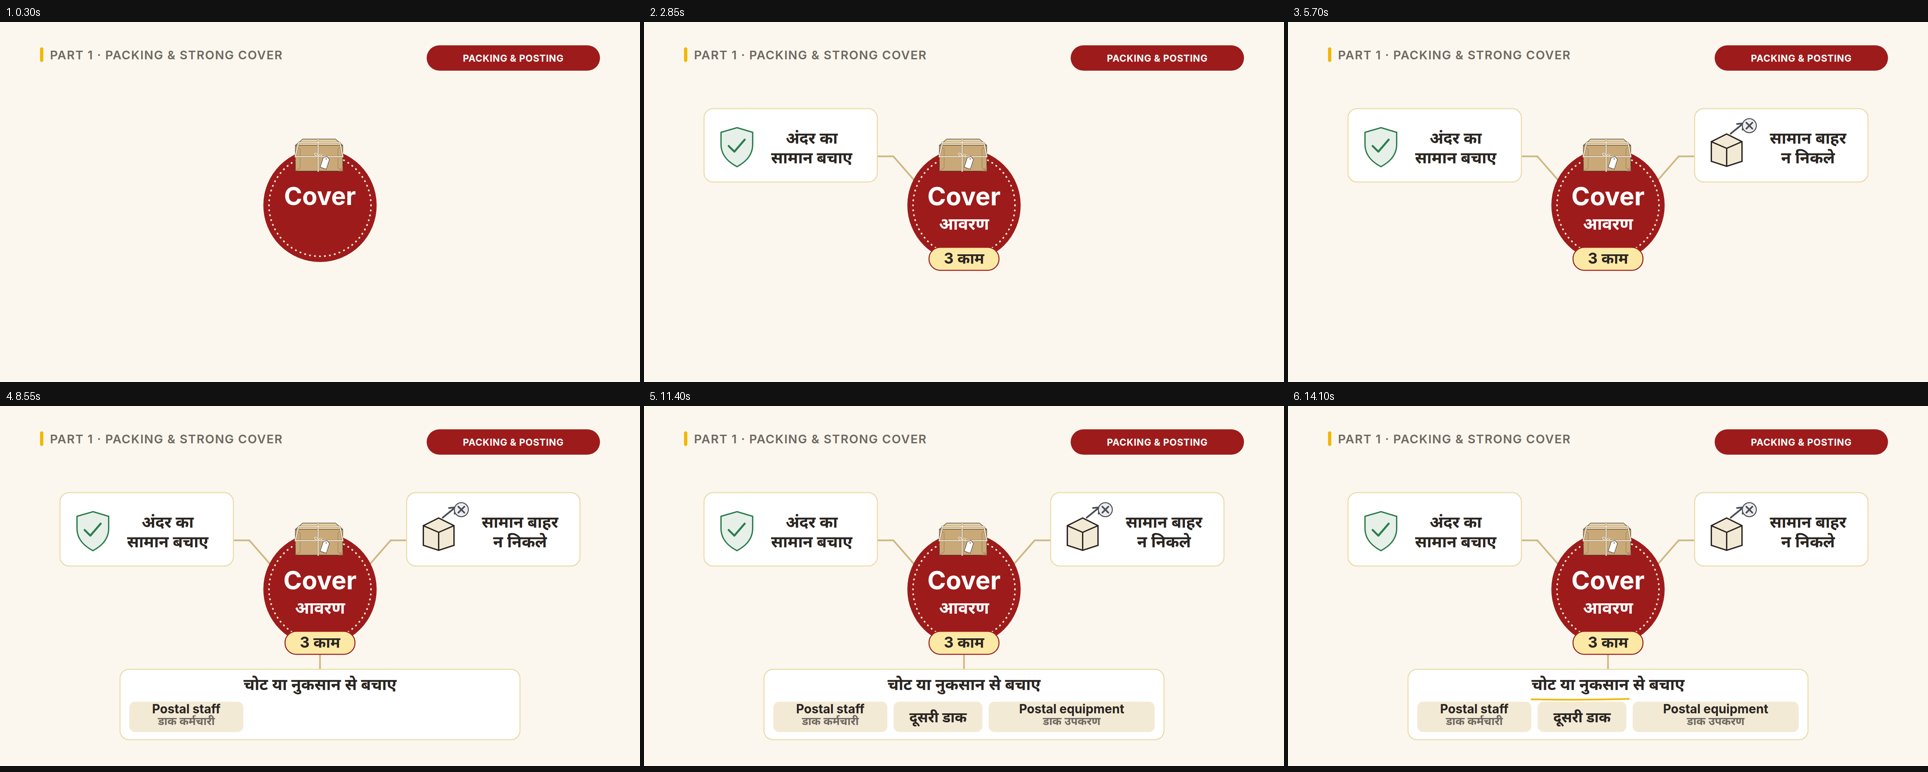 1. 0.30s
PART 1 · PACKING & STRONG COVER
PACKING & POSTING
Cover
2. 2.85s
PART 1 · PACKING & STRONG COVER
PACKING & POSTING
अंदर का
सामान बचाए
Cover
आवरण
3 काम
3. 5.70s
PART 1 · PACKING & STRONG COVER
PACKING & POSTING
अंदर का
सामान बचाए
सामान बाहर
न निकले
Cover
आवरण
3 काम
4. 8.55s
PART 1 · PACKING & STRONG COVER
PACKING & POSTING
अंदर का
सामान बचाए
सामान बाहर
न निकले
Cover
आवरण
3 काम
चोट या नुकसान से बचाए
Postal staff
डाक कर्मचारी
5. 11.40s
PART 1 · PACKING & STRONG COVER
PACKING & POSTING
अंदर का
सामान बचाए
सामान बाहर
न निकले
Cover
आवरण
3 काम
चोट या नुकसान से बचाए
Postal staff
डाक कर्मचारी
दूसरी डाक
Postal equipment
डाक उपकरण
6. 14.10s
PART 1 · PACKING & STRONG COVER
PACKING & POSTING
अंदर का
सामान बचाए
सामान बाहर
न निकले
Cover
आवरण
3 काम
चोट या नुकसान से बचाए
Postal staff
डाक कर्मचारी
दूसरी डाक
Postal equipment
डाक उपकरण